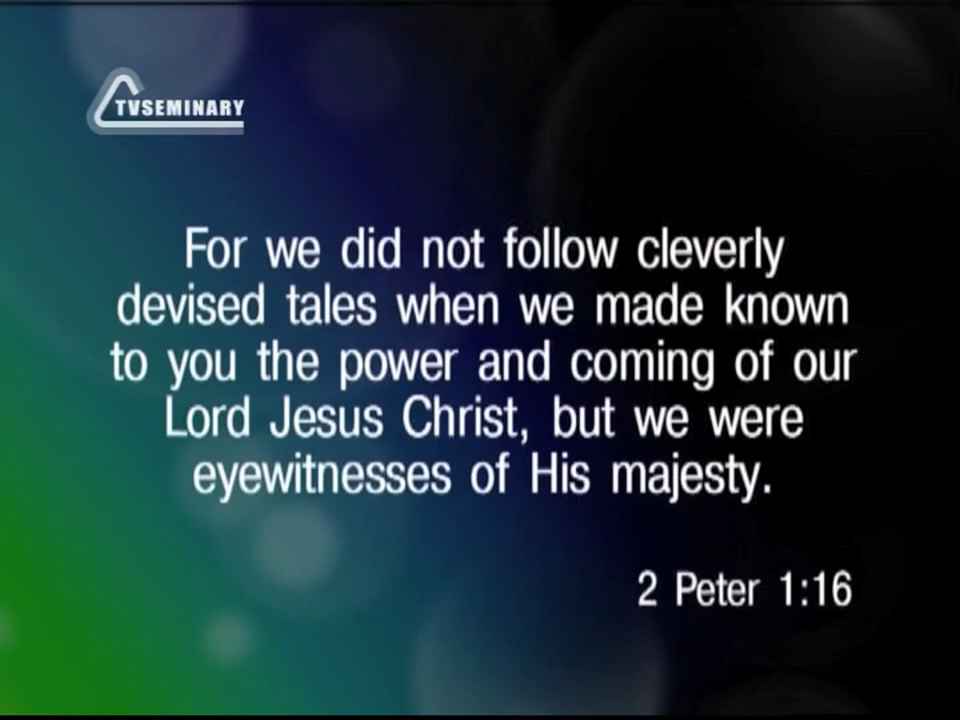 TVSEMINARY
For we did not follow cleverly
devised tales when we made known
to you the power and coming of our
Lord Jesus Christ, but we were
eyewitnesses of His majesty.
2 Peter 1:16